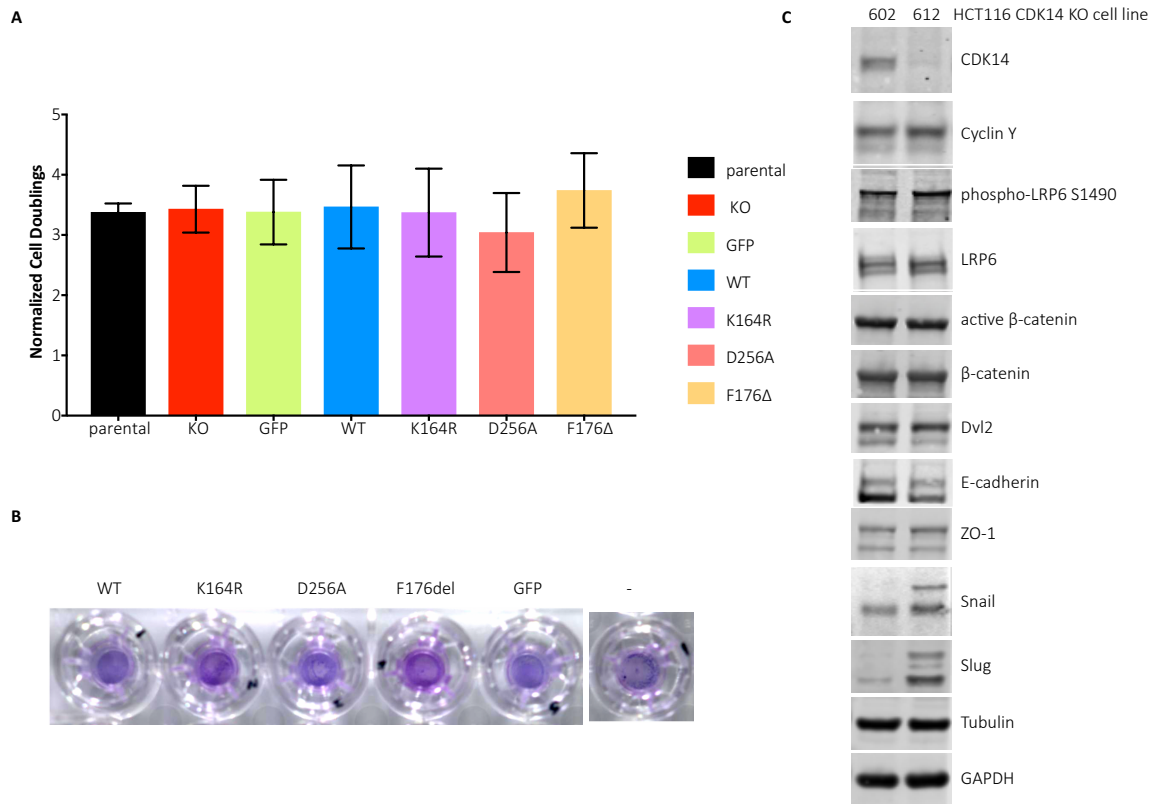 A
Normalized Cell Doublings
5
4
3
2
1
0
parental KO GFP WT K164R D256A F176Δ
parental
KO
GFP
WT
K164R
D256A
F176Δ
B
WT K164R D256A F176del GFP -
C
602 612 HCT116 CDK14 KO cell line
CDK14
Cyclin Y
phospho-LRP6 S1490
LRP6
active β-catenin
β-catenin
Dvl2
E-cadherin
ZO-1
Snail
Slug
Tubulin
GAPDH